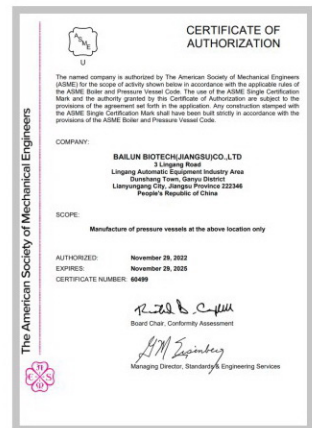 CERTIFICATE OF
AUTHORIZATION
ASME
U
The named company is authorized by The American Society of Mechanical Engineers
(ASME) for the scope of activity shown below in accordance with the applicable rules of
the ASME Boiler and Pressure Vessel Code. The use of the ASME Single Certification
Mark and the authority granted by this Certificate of Authorization are subject to the
provisions of the agreement set forth in the application. Any construction stamped with
the ASME Single Certification Mark shall have been built strictly in accordance with the
provisions of the ASME Boiler and Pressure Vessel Code.
COMPANY:
BAILUN BIOTECH(JIANGSU)CO.,LTD
3 Lingang Road
Lingang Automatic Equipment Industry Area
Dunshang Town, Ganyu District
Lianyungang City, Jiangsu Province 222346
People's Republic of China
SCOPE:
Manufacture of pressure vessels at the above location only
AUTHORIZED: November 29, 2022
EXPIRES: November 29, 2025
CERTIFICATE NUMBER: 60499
Board Chair, Conformity Assessment
Managing Director, Standards & Engineering Services
The American Society of Mechanical Engineers